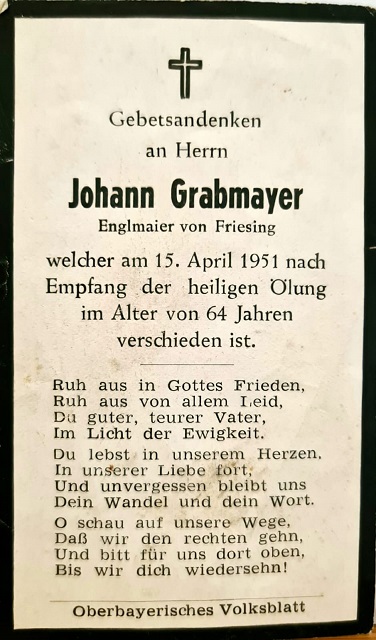 Gebetsandenken
an Herrn
Johann Grabmayer
Englmaier von Friesing
welcher am 15. April 1951 nach
Empfang der heiligen Ölung
im Alter von 64 Jahren
verschieden ist.
Ruh aus in Gottes Frieden,
Ruh aus von allem Leid,
Du guter, teurer Vater,
Im Licht der Ewigkeit.
Du lebst in unserem Herzen,
In unserer Liebe fort,
Und unvergessen bleibt uns
Dein Wandel und dein Wort.
O schau auf unsere Wege,
Daß wir den rechten gehn,
Und bitt für uns dort oben,
Bis wir dich wiedersehn!
Oberbayerisches Volksblatt